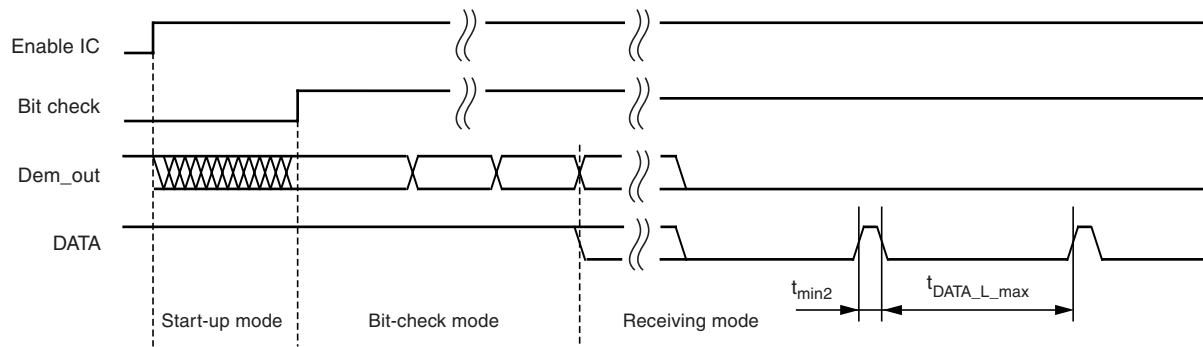 Enable IC
Bit check
Dem_out
DATA
tmin2
tDATA_L_max
Start-up mode
Bit-check mode
Receiving mode